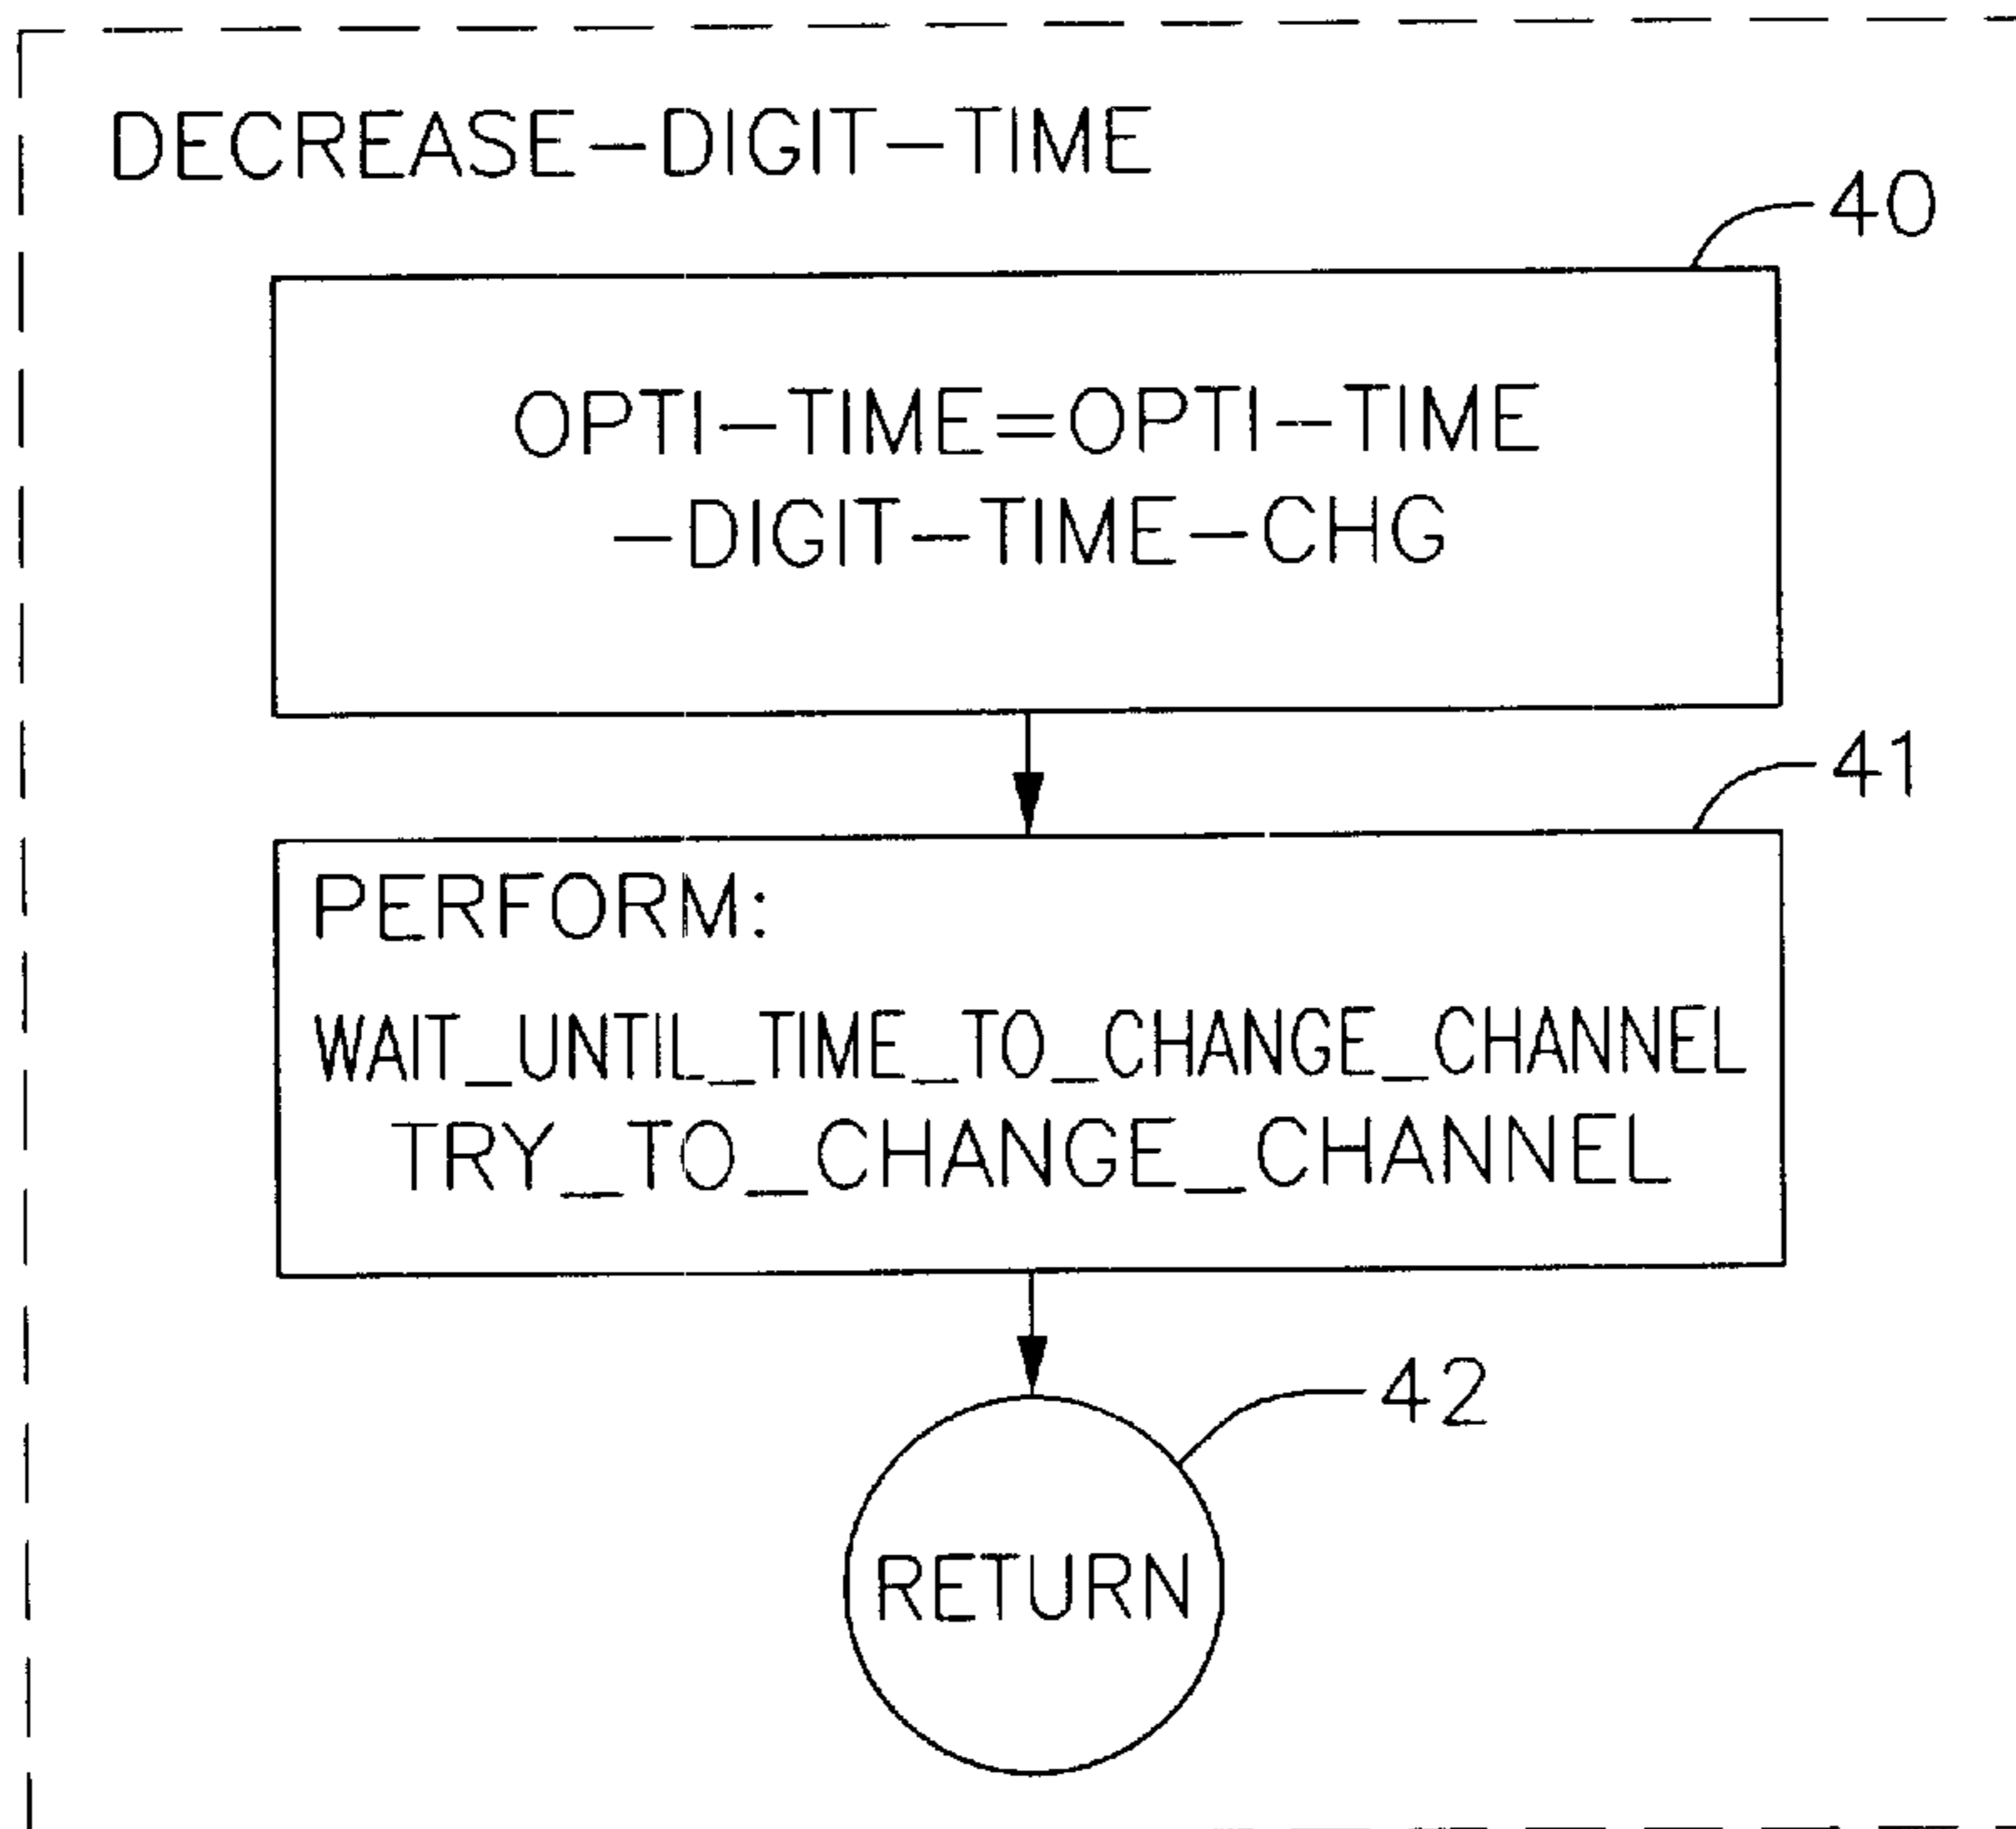 DECREASE-DIGIT-TIME
40
OPTI-TIME=OPTI-TIME
-DIGIT-TIME-CHG
41
PERFORM:
WAIT_UNTIL_TIME_TO_CHANGE_CHANNEL
TRY_TO_CHANGE_CHANNEL
42
RETURN